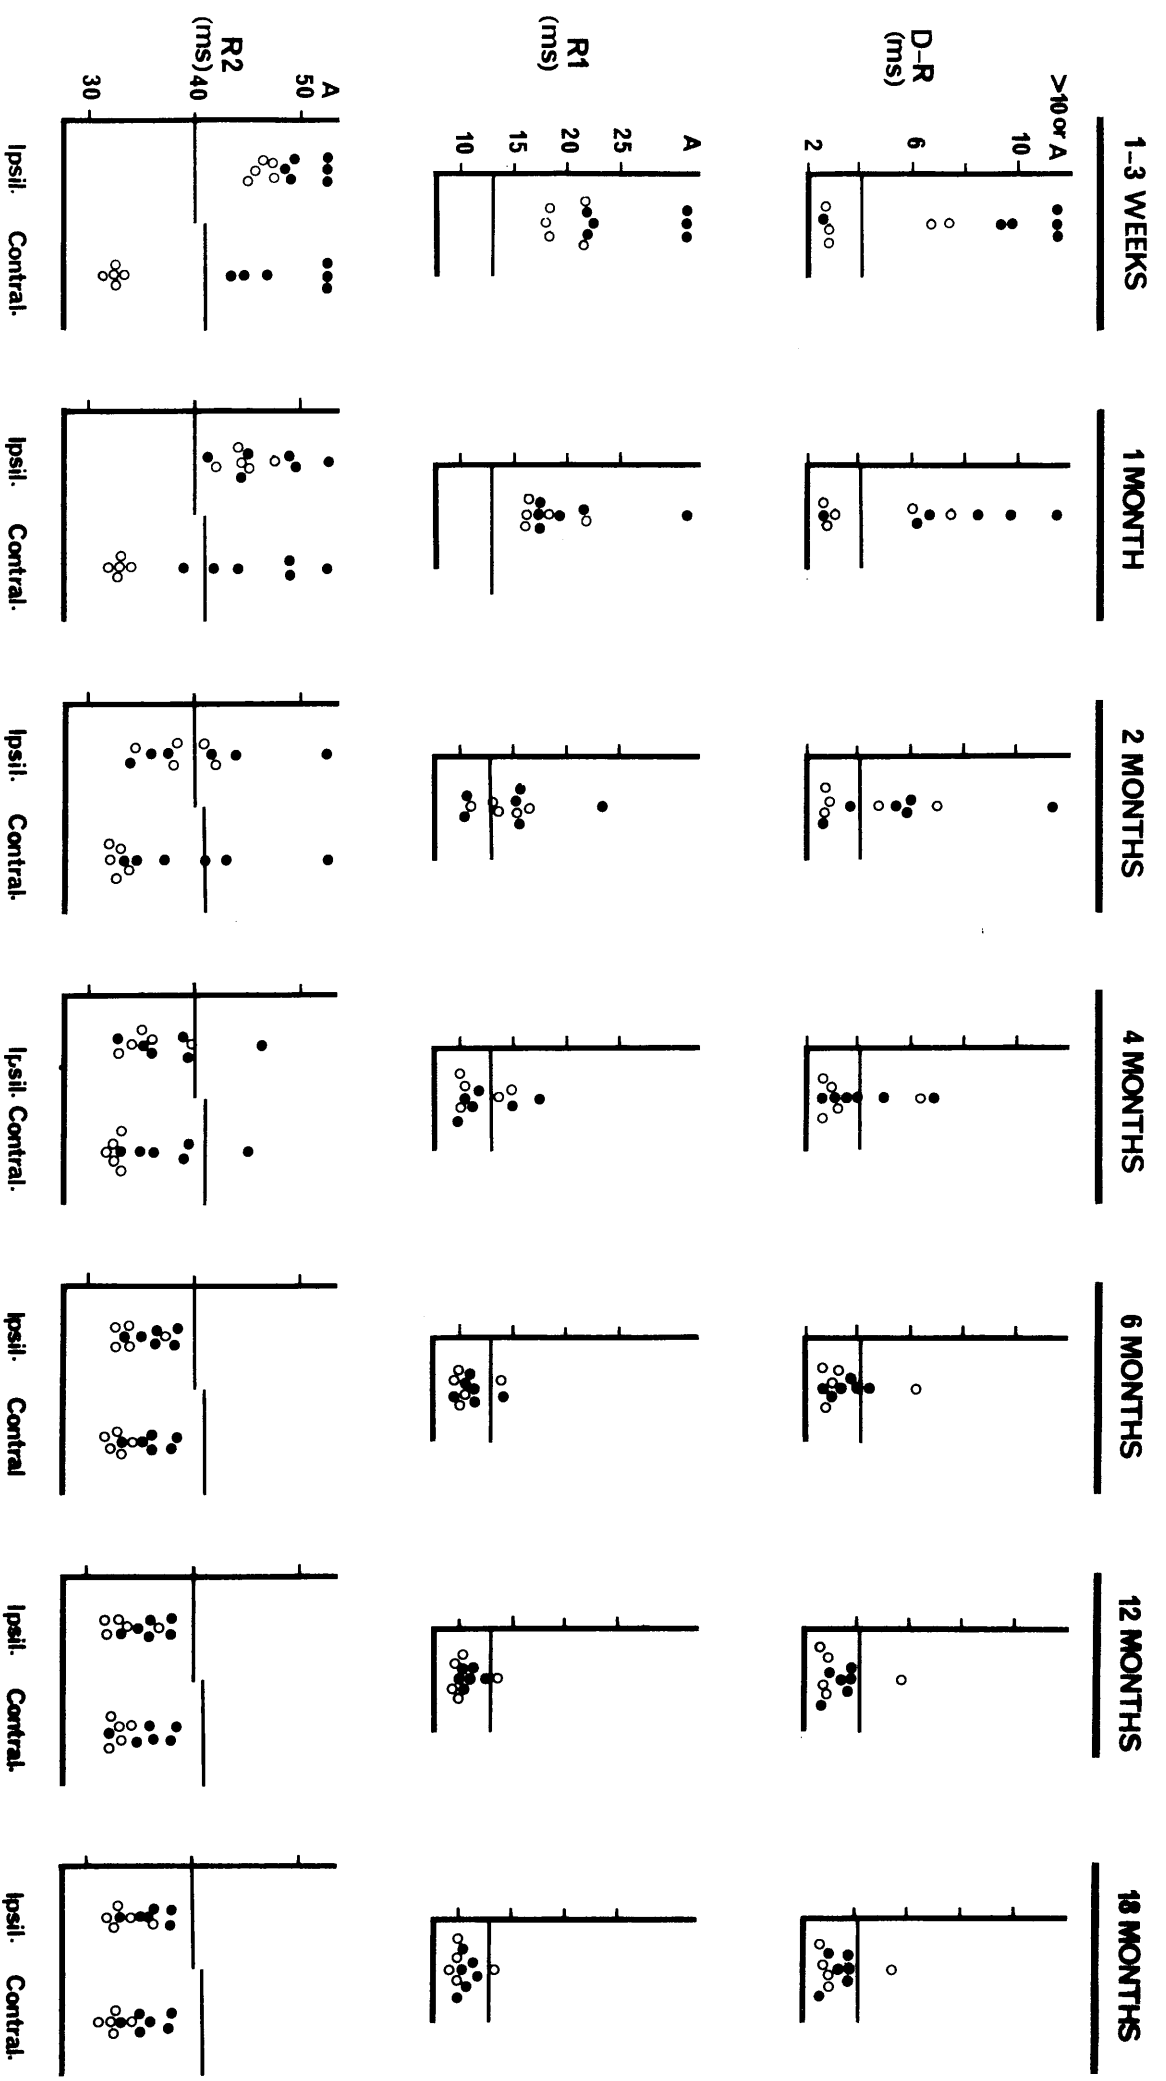 1-3 WEEKS
1 MONTH
2 MONTHS
4 MONTHS
6 MONTHS
12 MONTHS
18 MONTHS
>10 or A
10
D-R
(ms)
6
2
A
25
R1
(ms)
20
15
10
A
50
R2
(ms)
40
30
Ipsil. Contral.
Ipsil. Contral.
Ipsil. Contral.
Ipsil. Contral.
Ipsil. Contral
Ipsil. Contral.
Ipsil. Contral.